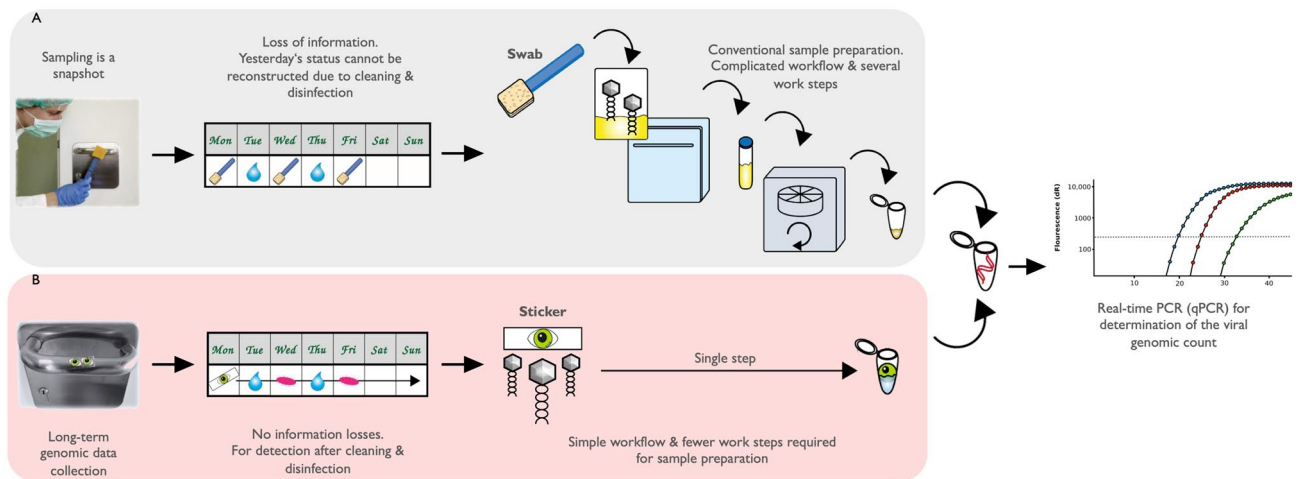 A
Sampling is a
snapshot
Loss of information.
Yesterday's status cannot be
reconstructed due to cleaning &
disinfection
Mon Tue Wed Thu Fri Sat Sun
Swab
Conventional sample preparation.
Complicated workflow & several
work steps
B
Long-term
genomic data
collection
Mon Tue Wed Thu Fri Sat Sun
No information losses.
For detection after cleaning &
disinfection
Sticker
Single step
Simple workflow & fewer work steps required
for sample preparation
Flourescence (dR)
10,000
1000
100
10 20 30 40
Real-time PCR (qPCR) for
determination of the viral
genomic count